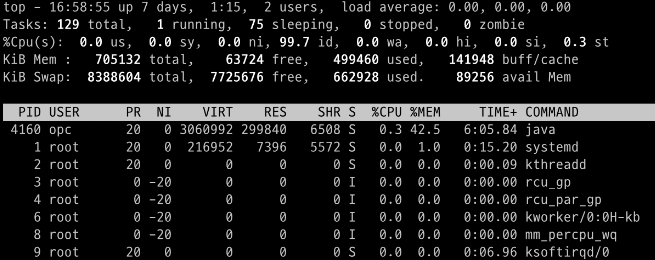 top - 16:58:55 up 7 days,  1:15,  2 users,  load average: 0.00, 0.00, 0.00
Tasks: 129 total,   1 running,  75 sleeping,   0 stopped,   0 zombie
%Cpu(s):  0.0 us,  0.0 sy,  0.0 ni, 99.7 id,  0.0 wa,  0.0 hi,  0.0 si,  0.3 st
KiB Mem :   705132 total,    63724 free,   499460 used,   141948 buff/cache
KiB Swap:  8388604 total,  7725676 free,   662928 used.    89256 avail Mem
  PID USER      PR  NI    VIRT    RES    SHR S  %CPU %MEM     TIME+ COMMAND
 4160 opc       20   0 3060992 299840   6508 S   0.3 42.5   6:05.84 java
    1 root      20   0  216952   7396   5572 S   0.0  1.0   0:15.20 systemd
    2 root      20   0       0      0      0 S   0.0  0.0   0:00.09 kthreadd
    3 root       0 -20       0      0      0 I   0.0  0.0   0:00.00 rcu_gp
    4 root       0 -20       0      0      0 I   0.0  0.0   0:00.00 rcu_par_gp
    6 root       0 -20       0      0      0 I   0.0  0.0   0:00.00 kworker/0:0H-kb
    8 root       0 -20       0      0      0 I   0.0  0.0   0:00.00 mm_percpu_wq
    9 root      20   0       0      0      0 S   0.0  0.0   0:06.96 ksoftirqd/0